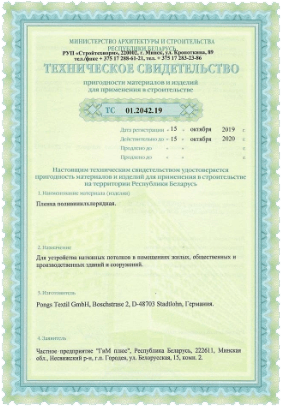 МИНИСТЕРСТВО АРХИТЕКТУРЫ И СТРОИТЕЛЬСТВА
РЕСПУБЛИКИ БЕЛАРУСЬ
РУП «Стройтехнорм», 220002, г. Минск, ул. Кропоткина, 89
тел./факс + 375 17 288-61-21, тел. + 375 17 283-23-86
ТЕХНИЧЕСКОЕ СВИДЕТЕЛЬСТВО
пригодности материалов и изделий
для применения в строительстве
ТС 01.2042.19
Дата регистрации « 15 » октября 2019 г.
Действительно до « 15 » октября 2020 г.
Продлено до « »
Продлено до « »
Настоящим техническим свидетельством удостоверяется
пригодность материалов и изделий для применения в строительстве
на территории Республики Беларусь
1. Наименование материала (изделия)
Пленка поливинилхлоридная.
2. Назначение
Для устройства натяжных потолков в помещениях жилых, общественных и
производственных зданий и сооружений.
3. Изготовитель
Pongs Textil GmbH, Boschstrase 2, D-48703 Stadtlohn, Германия.
4. Заявитель
Частное предприятие "ГиМ плюс", Республика Беларусь, 222611, Минская
обл., Несвижский р-н, г.п. Городея, ул. Белорусская, 15, комн. 2.